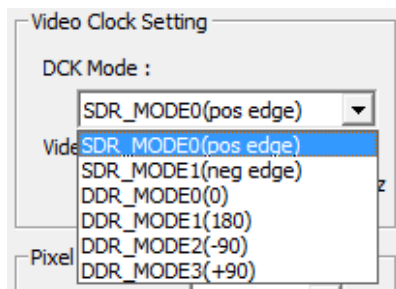 Video Clock Setting
DCK Mode :
SDR_MODE0(pos edge)
Vide
SDR_MODE0(pos edge)
SDR_MODE1(neg edge)
z
DDR_MODE0(0)
DDR_MODE1(180)
DDR_MODE2(-90)
Pixel
DDR_MODE3(+90)